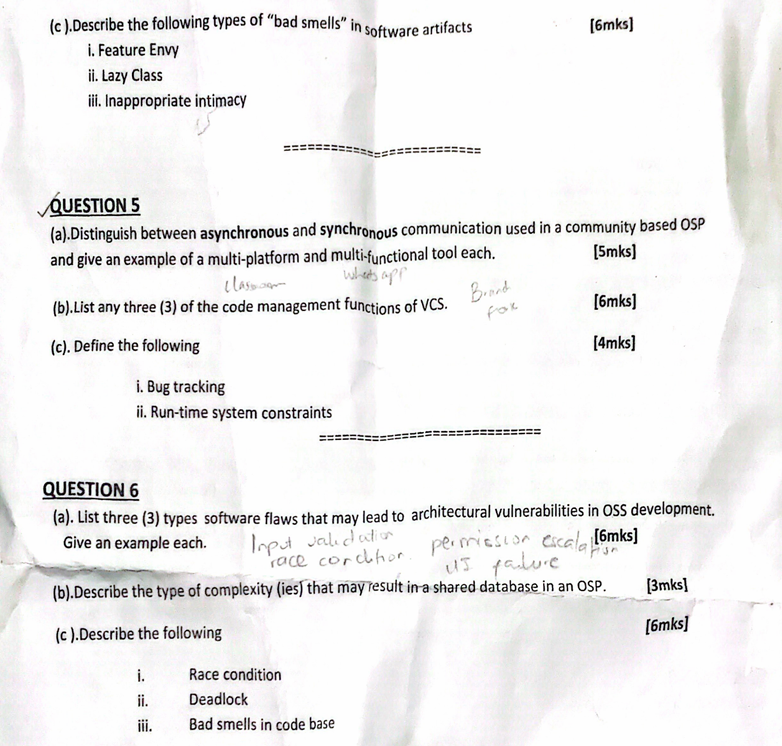 (c ).Describe the following types of “bad smells” in software artifacts [6mks]
i. Feature Envy
ii. Lazy Class
iii. Inappropriate intimacy
==============================
QUESTION 5
(a).Distinguish between asynchronous and synchronous communication used in a community based OSP
and give an example of a multi-platform and multi-functional tool each. [5mks]
whatsapp
(b).List any three (3) of the code management functions of VCS. [6mks]
(c). Define the following [4mks]
i. Bug tracking
ii. Run-time system constraints
==============================
QUESTION 6
(a). List three (3) types software flaws that may lead to architectural vulnerabilities in OSS development.
Give an example each. [6mks]
Input validation permission escalation
race condition. UI failure
(b).Describe the type of complexity (ies) that may result in a shared database in an OSP. [3mks]
(c ).Describe the following [6mks]
i. Race condition
ii. Deadlock
iii. Bad smells in code base